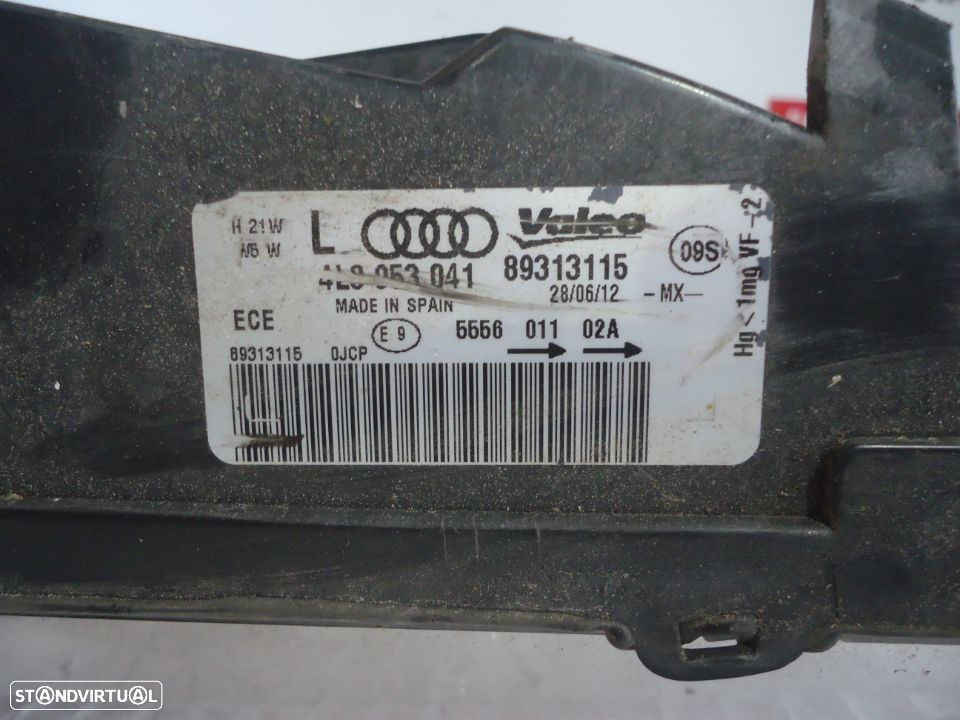 H 21W
W5 W
L
Valeo
4L0 953 041
89313115
09S
28/06/12
-MX-
MADE IN SPAIN
ECE
E 9
5556 011 02A
89313115 0JCP
Hg < 1mg VF-2
STANDVIRTUAL